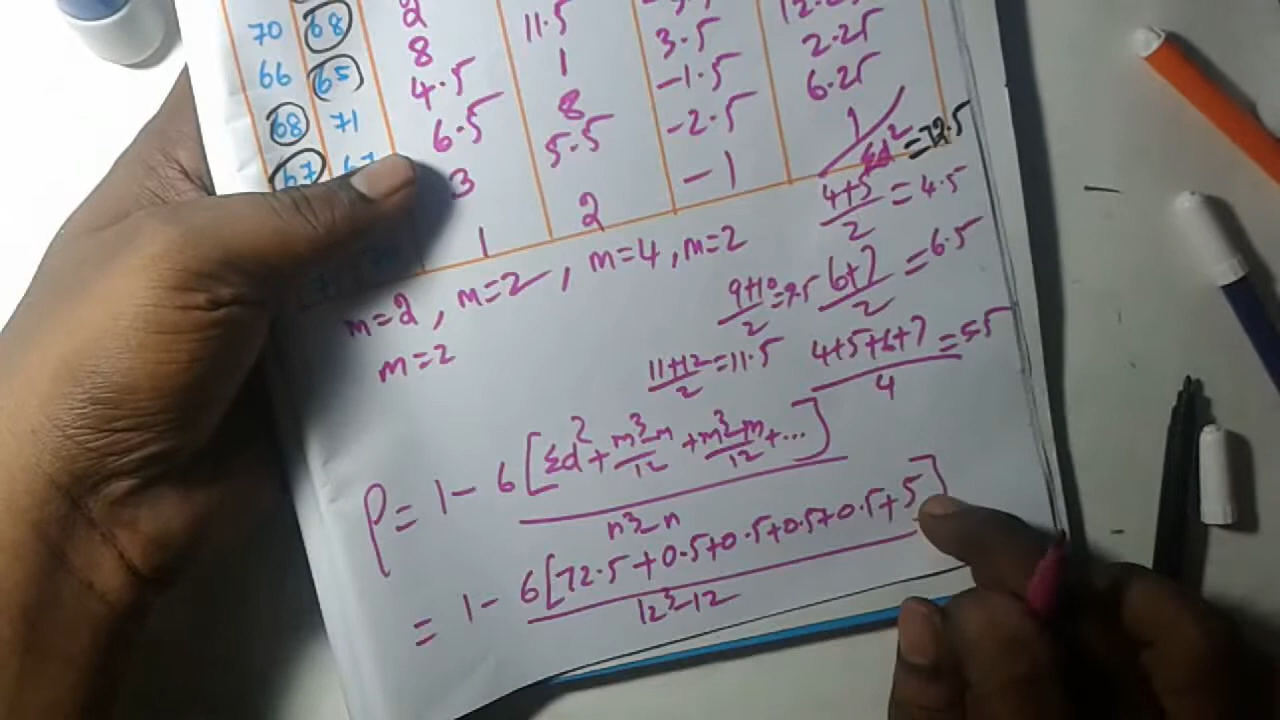 70 68 2 11.5
66 65 8 1 3.5 2.25
68 71 4.5 8 -1.5 6.25
67 67 6.5 5.5 -2.5 1
3 2 -1 Σd²=72.5
1
4+5/2=4.5
m=2, m=2, m=4, m=2
9+10/2=9.5 6+7/2=6.5
m=2
11+12/2=11.5 4+5+6+7/4=5.5
ρ=1-6[Σd²+m³-m/12+m³-m/12+...]/n³-n
=1-6[72.5+0.5+0.5+0.5+0.5+5]/12³-12